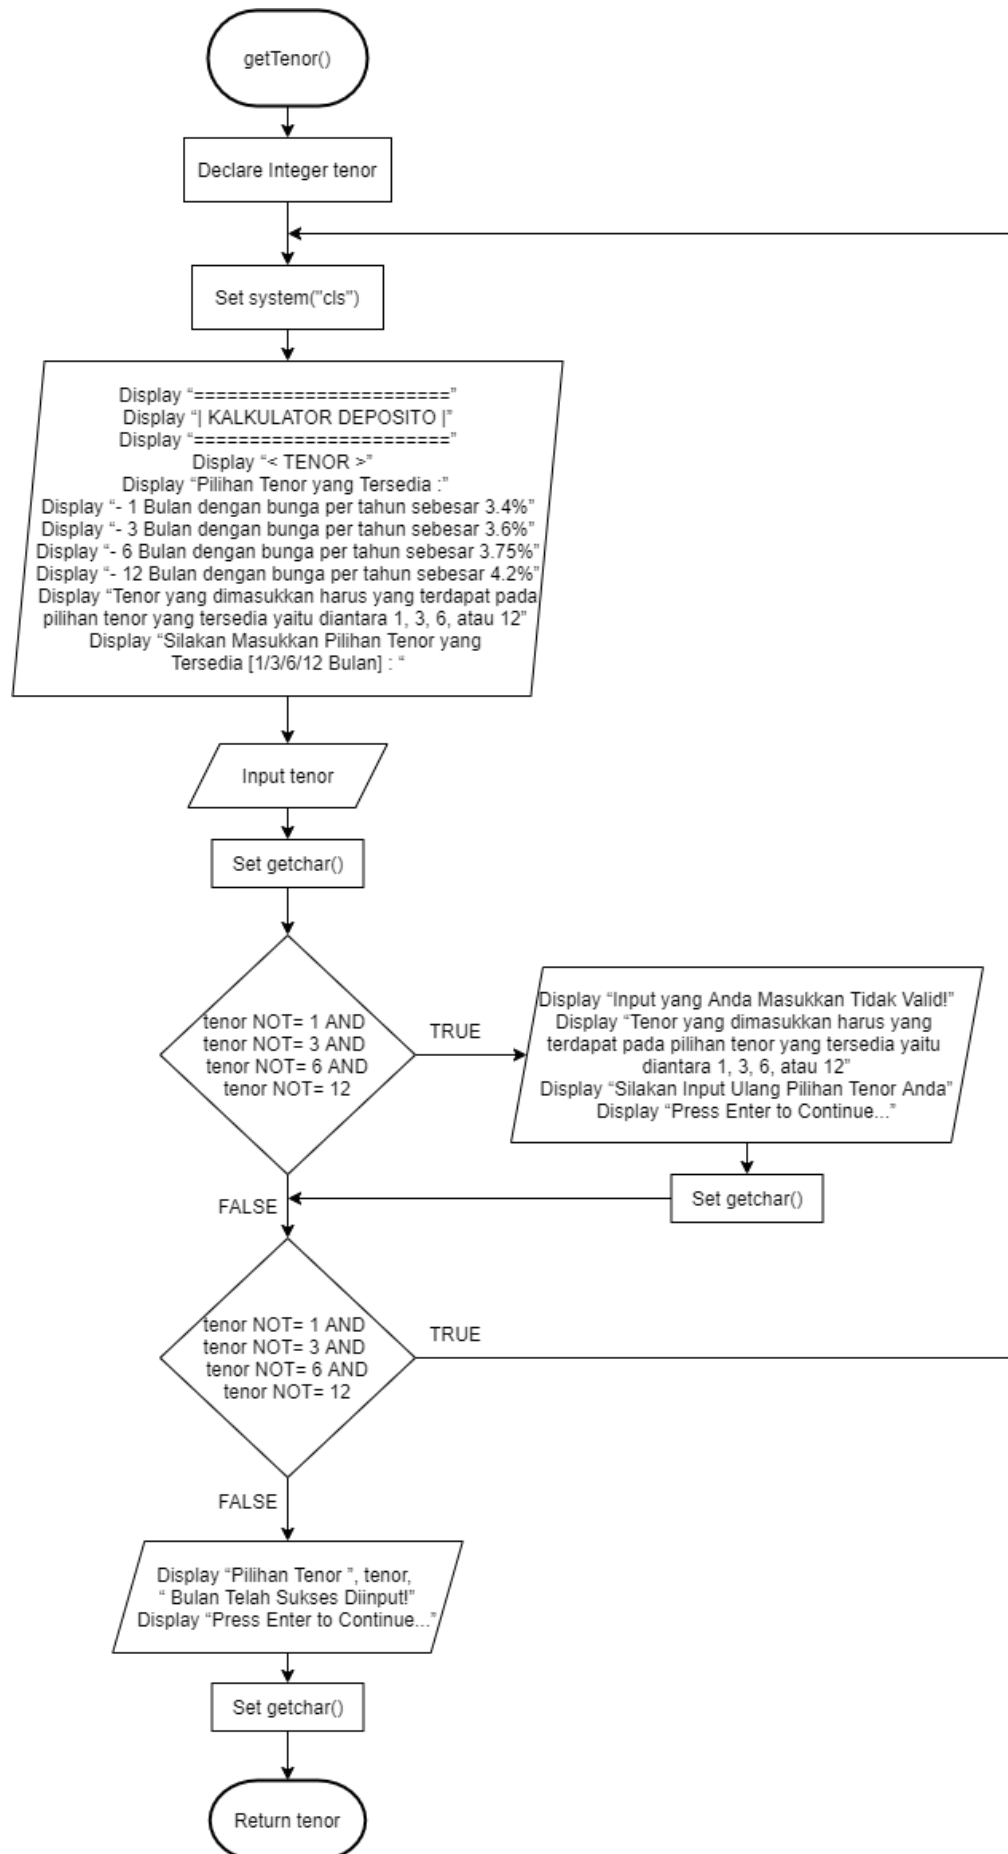 getTenor()
Declare Integer tenor
Set system("cls")
Display “=======================”
Display “| KALKULATOR DEPOSITO |”
Display “=======================”
Display “< TENOR >”
Display “Pilihan Tenor yang Tersedia :”
Display “- 1 Bulan dengan bunga per tahun sebesar 3.4%”
Display “- 3 Bulan dengan bunga per tahun sebesar 3.6%”
Display “- 6 Bulan dengan bunga per tahun sebesar 3.75%”
Display “- 12 Bulan dengan bunga per tahun sebesar 4.2%”
Display “Tenor yang dimasukkan harus yang terdapat pada
pilihan tenor yang tersedia yaitu diantara 1, 3, 6, atau 12”
Display “Silakan Masukkan Pilihan Tenor yang
Tersedia [1/3/6/12 Bulan] : “
Input tenor
Set getchar()
tenor NOT= 1 AND
tenor NOT= 3 AND
tenor NOT= 6 AND
tenor NOT= 12
TRUE
Display “Input yang Anda Masukkan Tidak Valid!”
Display “Tenor yang dimasukkan harus yang
terdapat pada pilihan tenor yang tersedia yaitu
diantara 1, 3, 6, atau 12”
Display “Silakan Input Ulang Pilihan Tenor Anda”
Display “Press Enter to Continue...”
Set getchar()
FALSE
tenor NOT= 1 AND
tenor NOT= 3 AND
tenor NOT= 6 AND
tenor NOT= 12
TRUE
FALSE
Display “Pilihan Tenor ”, tenor,
“ Bulan Telah Sukses Diinput!”
Display “Press Enter to Continue...”
Set getchar()
Return tenor